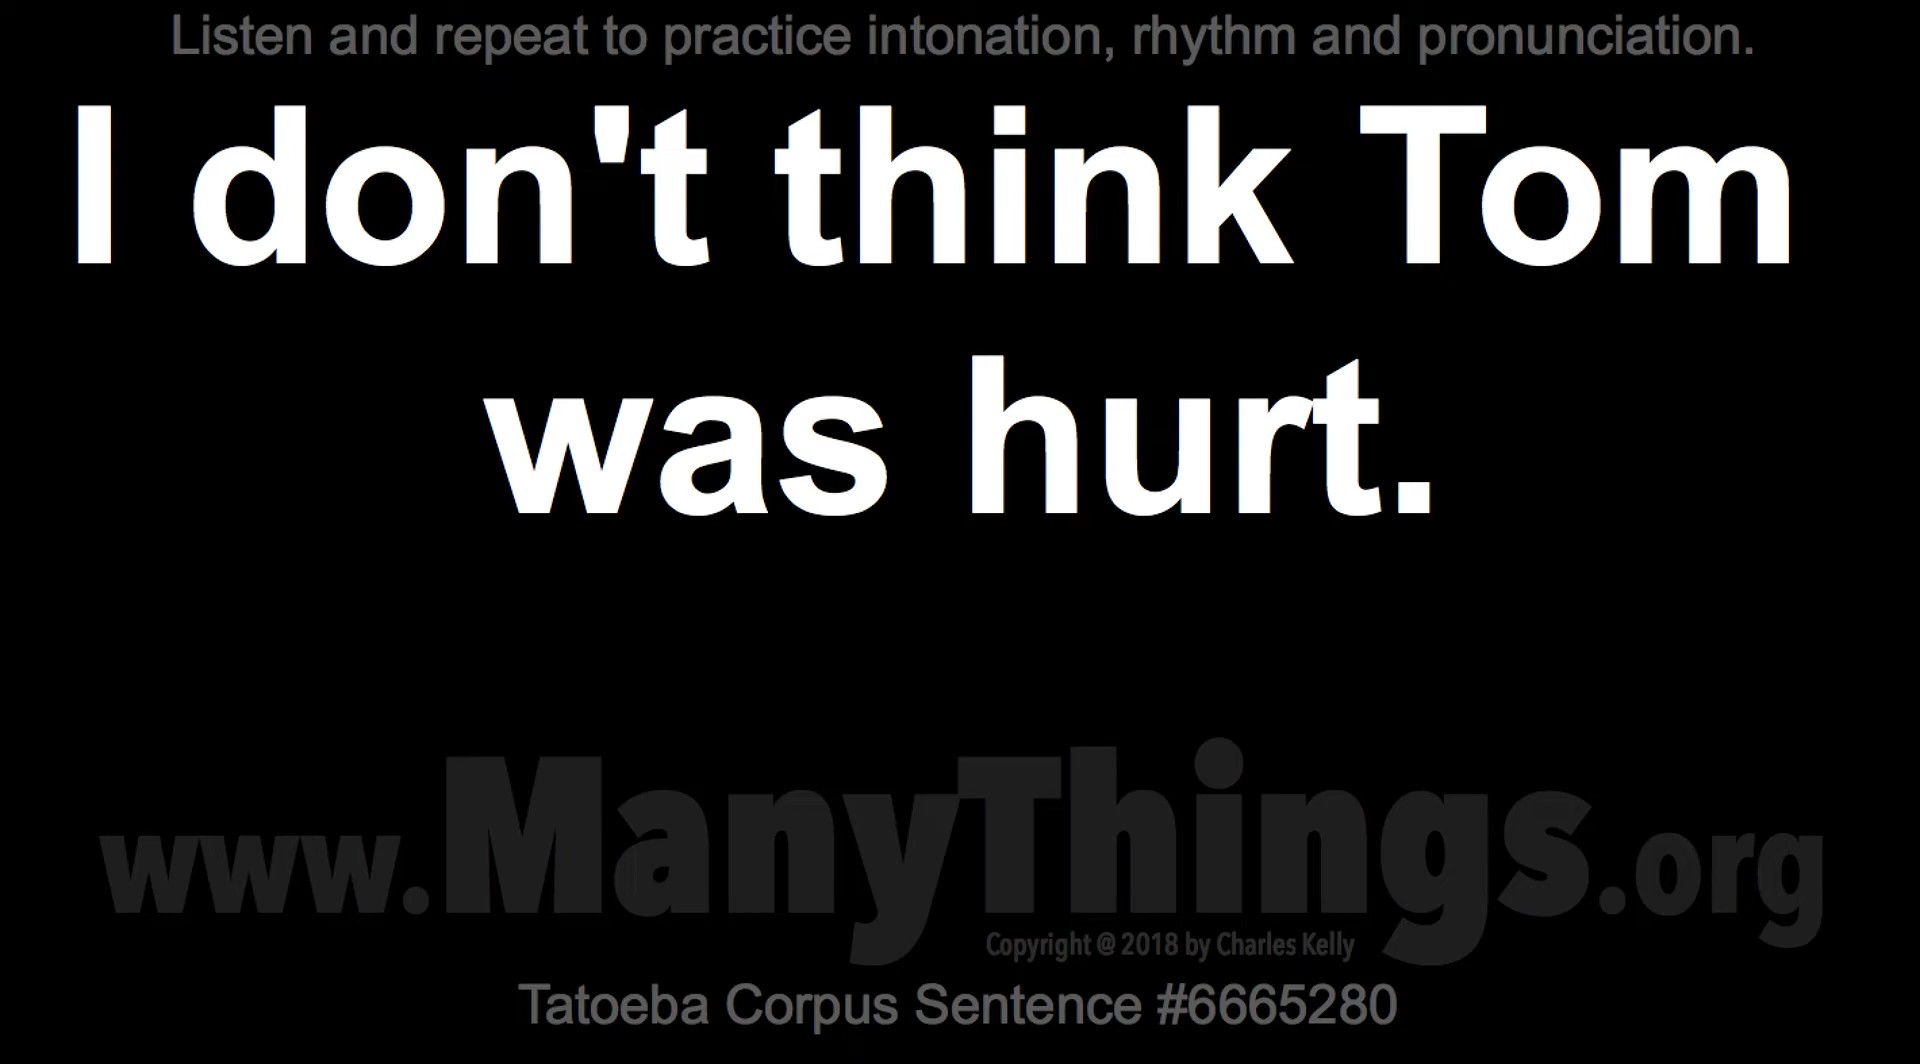 Listen and repeat to practice intonation, rhythm and pronunciation.
I don't think Tom
was hurt.
www.ManyThings.org
Copyright @ 2018 by Charles Kelly
Tatoeba Corpus Sentence #6665280